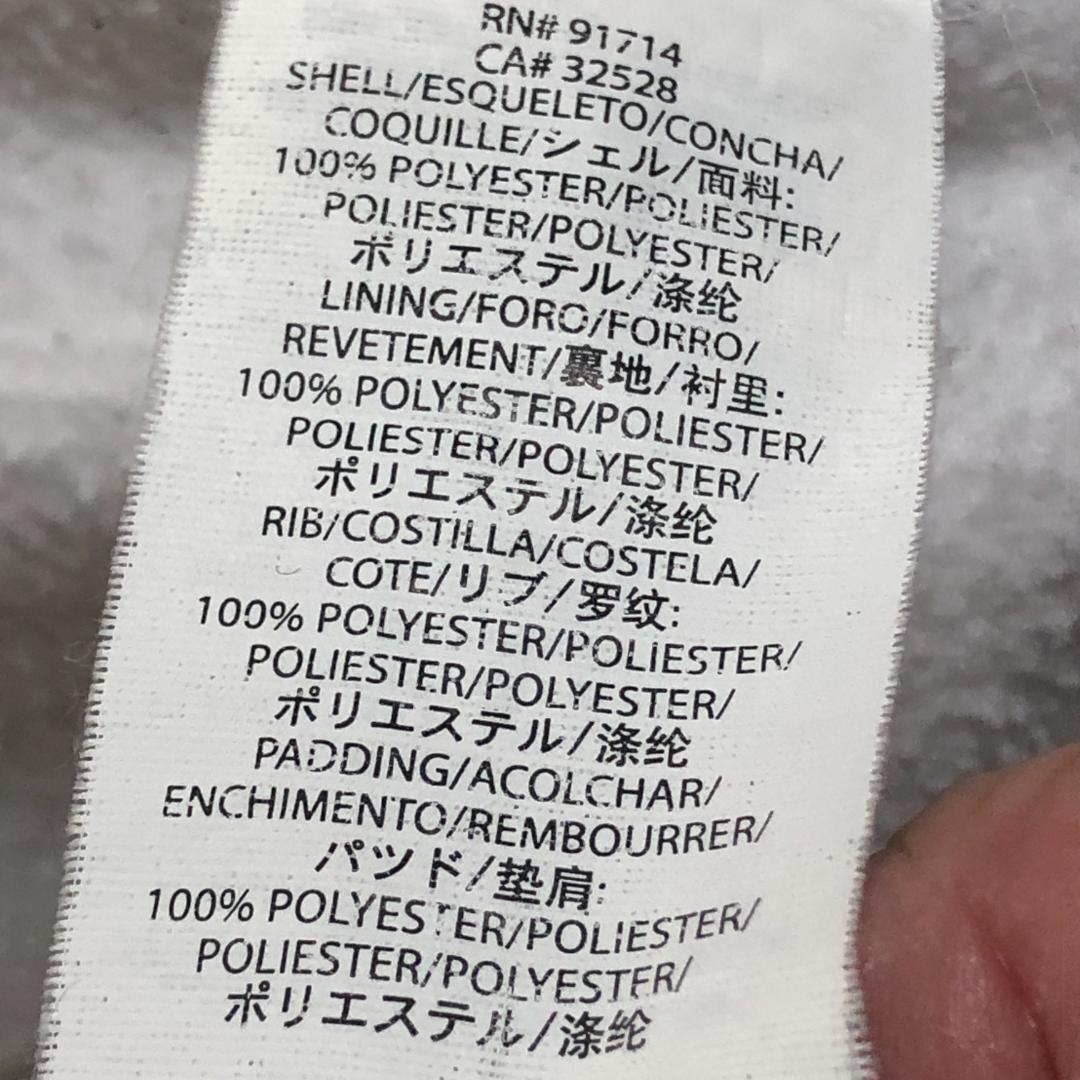 RN# 91714
CA# 32528
SHELL/ESQUELETO/CONCHA/
COQUILLE/シェル/面料:
100% POLYESTER/POLIESTER/
POLIESTER/POLYESTER/
ポリエステル/涤纶
LINING/FORO/FORRO/
REVETEMENT/裏地/衬里:
100% POLYESTER/POLIESTER/
POLIESTER/POLYESTER/
ポリエステル/涤纶
RIB/COSTILLA/COSTELA/
COTE/リブ/罗纹:
100% POLYESTER/POLIESTER/
POLIESTER/POLYESTER/
ポリエステル/涤纶
PADDING/ACOLCHAR/
ENCHIMENTO/REMBOURRER/
パツド/垫肩:
100% POLYESTER/POLIESTER/
POLIESTER/POLYESTER/
ポリエステル/涤纶